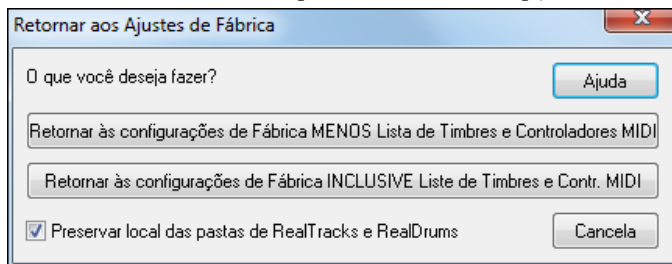 Retornar aos Ajustes de Fábrica
O que você deseja fazer?
Ajuda
Retornar às configurações de Fábrica MENOS Lista de Timbres e Controladores MIDI
Retornar às configurações de Fábrica INCLUSIVE Liste de Timbres e Contr. MIDI
Preservar local das pastas de RealTracks e RealDrums
Cancela